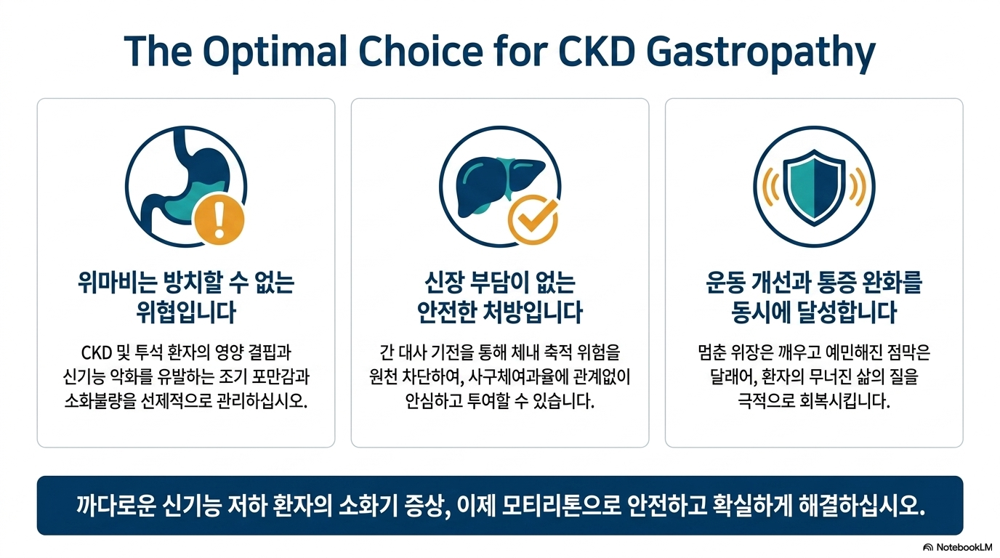 The Optimal Choice for CKD Gastropathy
위마비는 방치할 수 없는
위협입니다
CKD 및 투석 환자의 영양 결핍과
신기능 악화를 유발하는 조기 포만감과
소화불량을 선제적으로 관리하십시오.
신장 부담이 없는
안전한 처방입니다
간 대사 기전을 통해 체내 축적 위험을
원천 차단하여, 사구체여과율에 관계없이
안심하고 투여할 수 있습니다.
운동 개선과 통증 완화를
동시에 달성합니다
멈춘 위장은 깨우고 예민해진 점막은
달래어, 환자의 무너진 삶의 질을
극적으로 회복시킵니다.
까다로운 신기능 저하 환자의 소화기 증상, 이제 모티리톤으로 안전하고 확실하게 해결하십시오.
NotebookLM